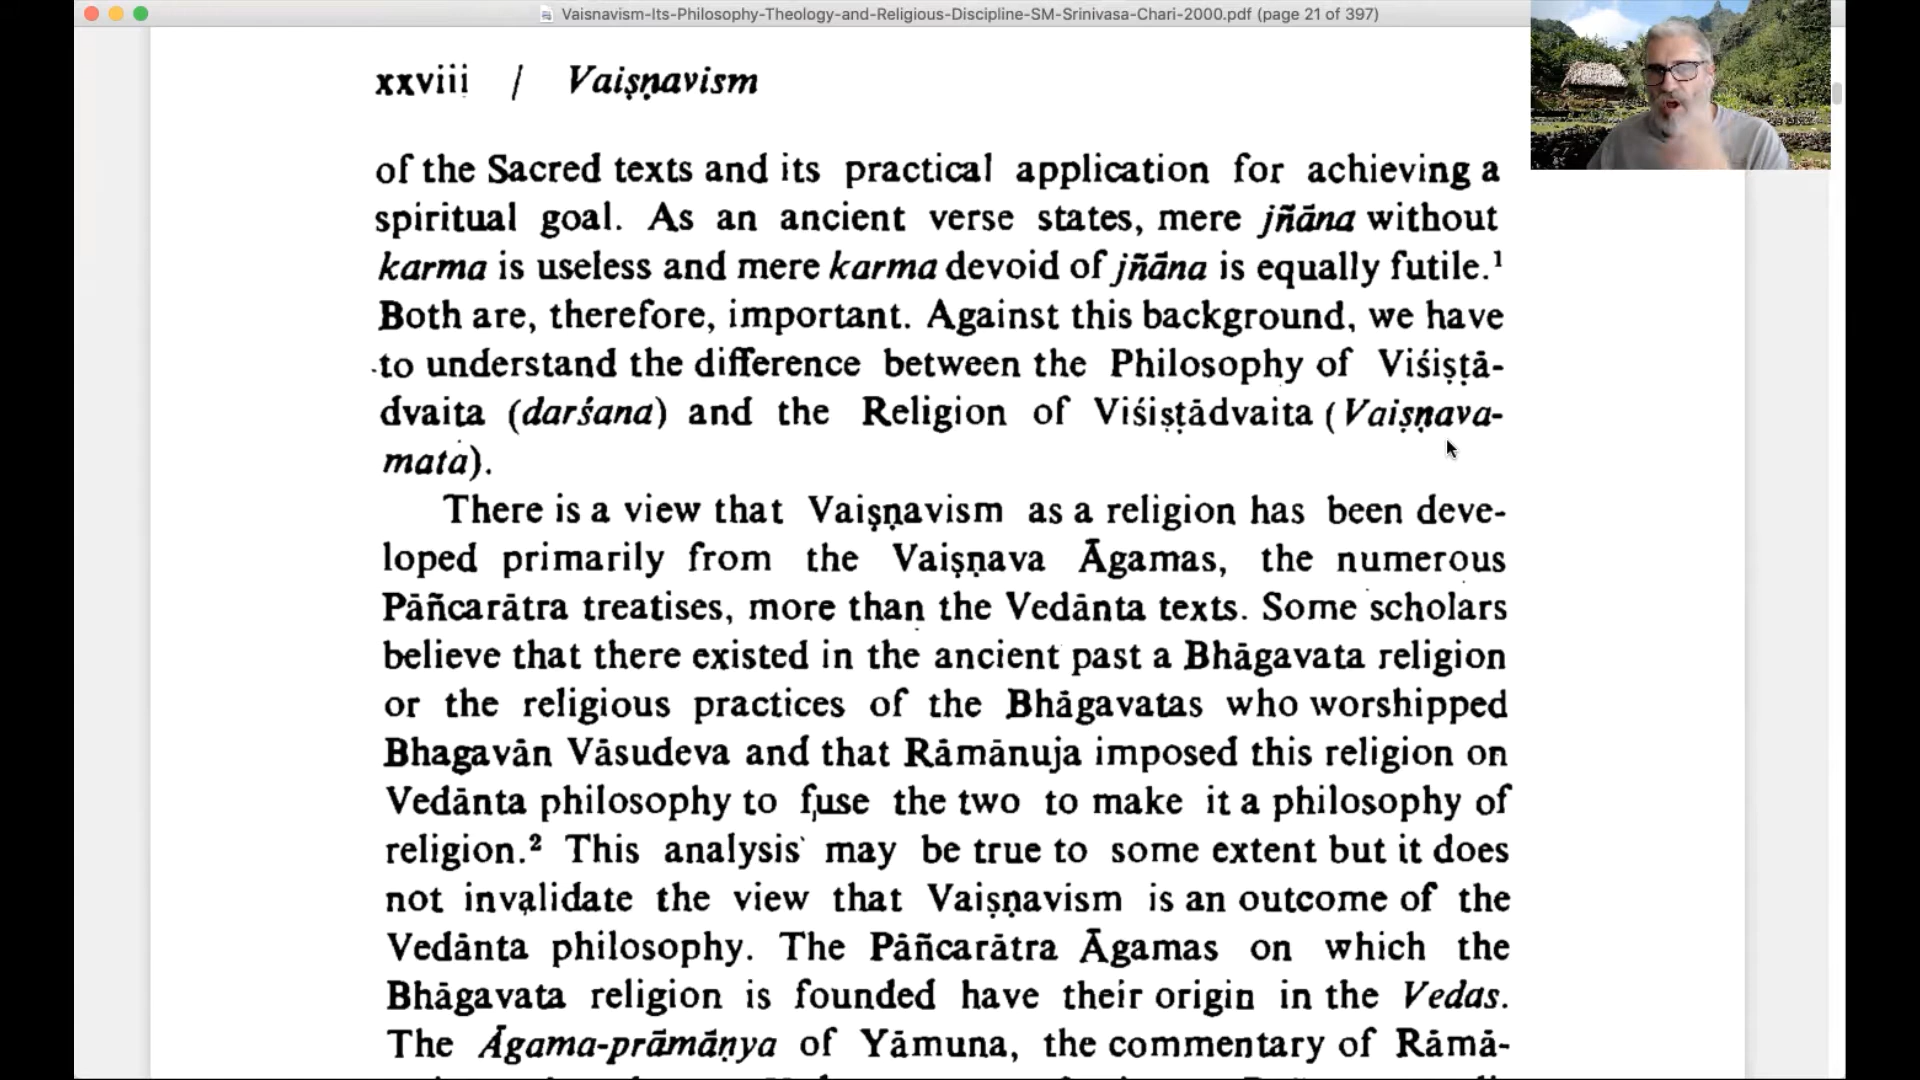 Vaisnavism-Its-Philosophy-Theology-and-Religious-Discipline-SM-Srinivasa-Chari-2000.pdf (page 21 of 397)
xxviii / Vaiṣṇavism
of the Sacred texts and its practical application for achieving a
spiritual goal. As an ancient verse states, mere jñāna without
karma is useless and mere karma devoid of jñāna is equally futile.¹
Both are, therefore, important. Against this background, we have
to understand the difference between the Philosophy of Viśiṣṭā-
dvaita (darśana) and the Religion of Viśiṣṭādvaita (Vaiṣṇava-
mata).
There is a view that Vaiṣṇavism as a religion has been deve-
loped primarily from the Vaiṣṇava Āgamas, the numerous
Pāñcarātra treatises, more than the Vedānta texts. Some scholars
believe that there existed in the ancient past a Bhāgavata religion
or the religious practices of the Bhāgavatas who worshipped
Bhagavān Vāsudeva and that Rāmānuja imposed this religion on
Vedānta philosophy to fuse the two to make it a philosophy of
religion.² This analysis may be true to some extent but it does
not invalidate the view that Vaiṣṇavism is an outcome of the
Vedānta philosophy. The Pāñcarātra Āgamas on which the
Bhāgavata religion is founded have their origin in the Vedas.
The Āgama-prāmāṇya of Yāmuna, the commentary of Rāmā-